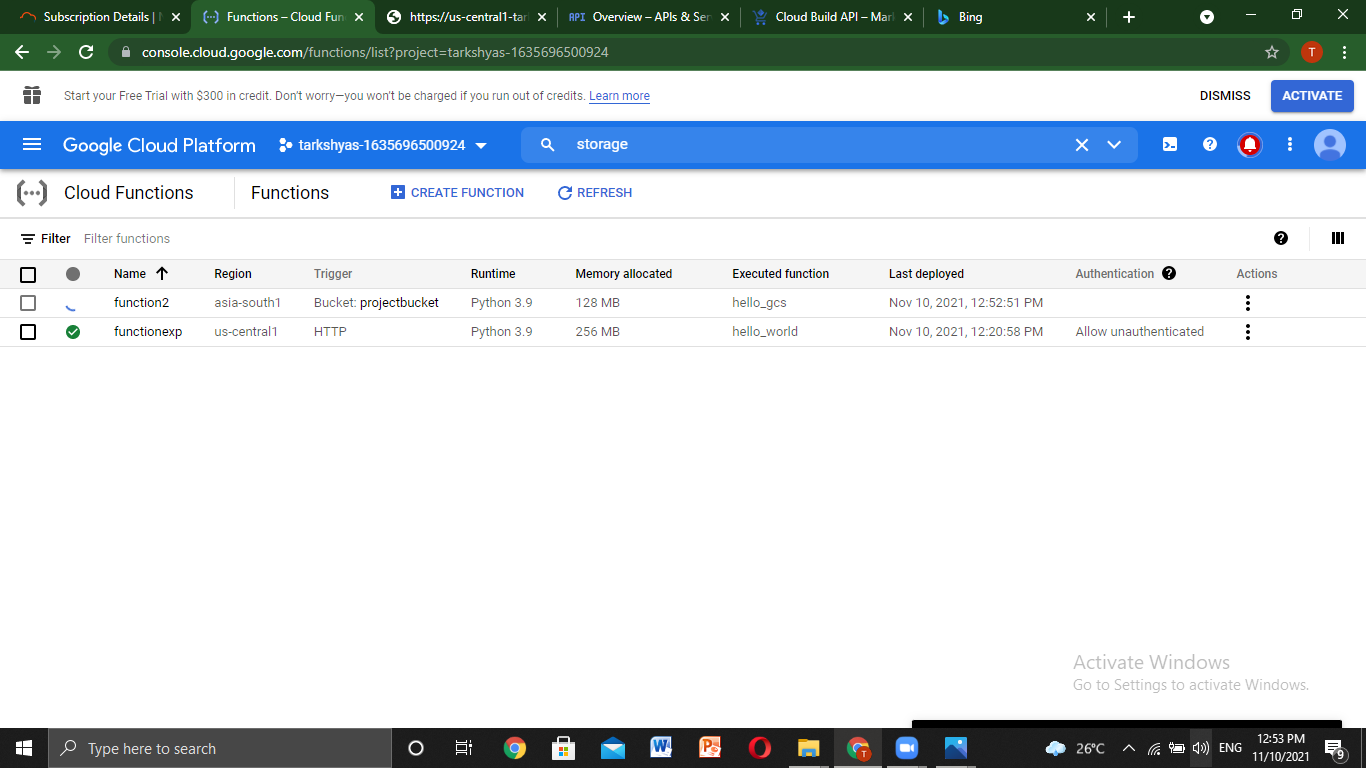 Subscription Details |
Functions – Cloud Fun
https://us-central1-tar
API Overview – APIs & Ser
Cloud Build API – Mar
Bing
console.cloud.google.com/functions/list?project=tarkshyas-1635696500924
T
Start your Free Trial with $300 in credit. Don't worry—you won't be charged if you run out of credits. Learn more
DISMISS
ACTIVATE
Google Cloud Platform
tarkshyas-1635696500924
storage
Cloud Functions
Functions
CREATE FUNCTION
REFRESH
Filter Filter functions
Name Region Trigger Runtime Memory allocated Executed function Last deployed Authentication Actions
function2 asia-south1 Bucket: projectbucket Python 3.9 128 MB hello_gcs Nov 10, 2021, 12:52:51 PM
functionexp us-central1 HTTP Python 3.9 256 MB hello_world Nov 10, 2021, 12:20:58 PM Allow unauthenticated
Activate Windows
Go to Settings to activate Windows.
Type here to search
26°C
ENG
12:53 PM
11/10/2021
9